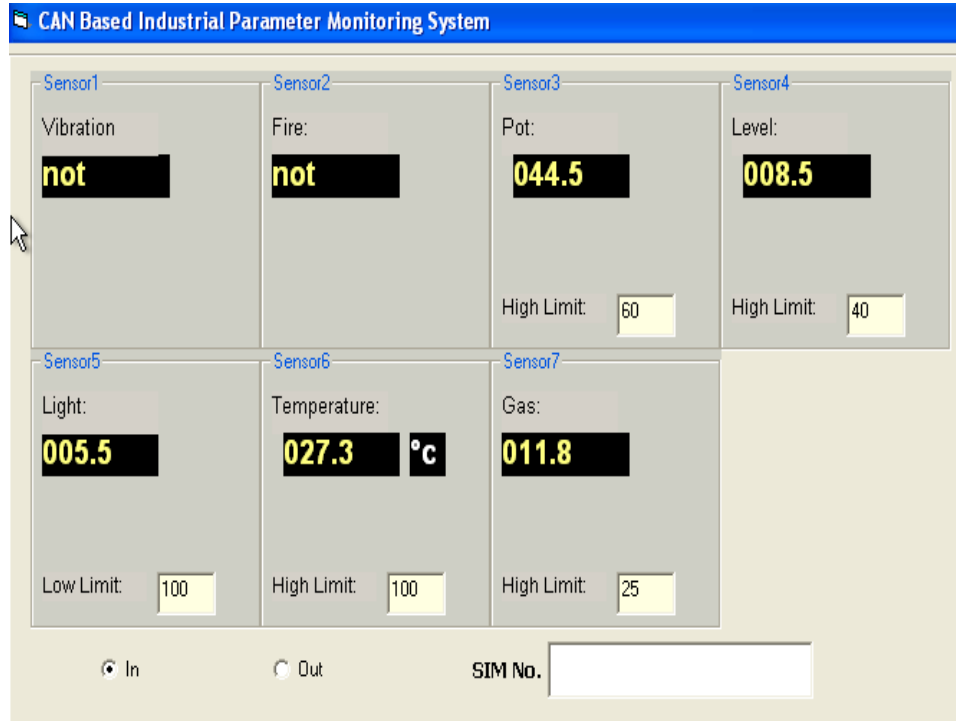 CAN Based Industrial Parameter Monitoring System
Sensor1
Vibration
not
Sensor2
Fire:
not
Sensor3
Pot:
044.5
High Limit: 60
Sensor4
Level:
008.5
High Limit: 40
Sensor5
Light:
005.5
Low Limit: 100
Sensor6
Temperature:
027.3 °c
High Limit: 100
Sensor7
Gas:
011.8
High Limit: 25
In
Out
SIM No.